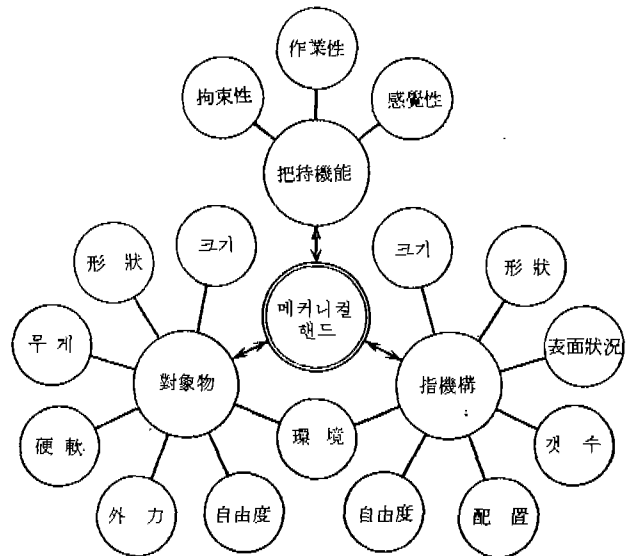 作業性
拘束性
感覺性
把持機能
크기
크기
形狀
形狀
메커니컬
핸드
무게
表面狀況
對象物
指機構
硬軟
環境
갯수
外力
自由度
自由度
配置